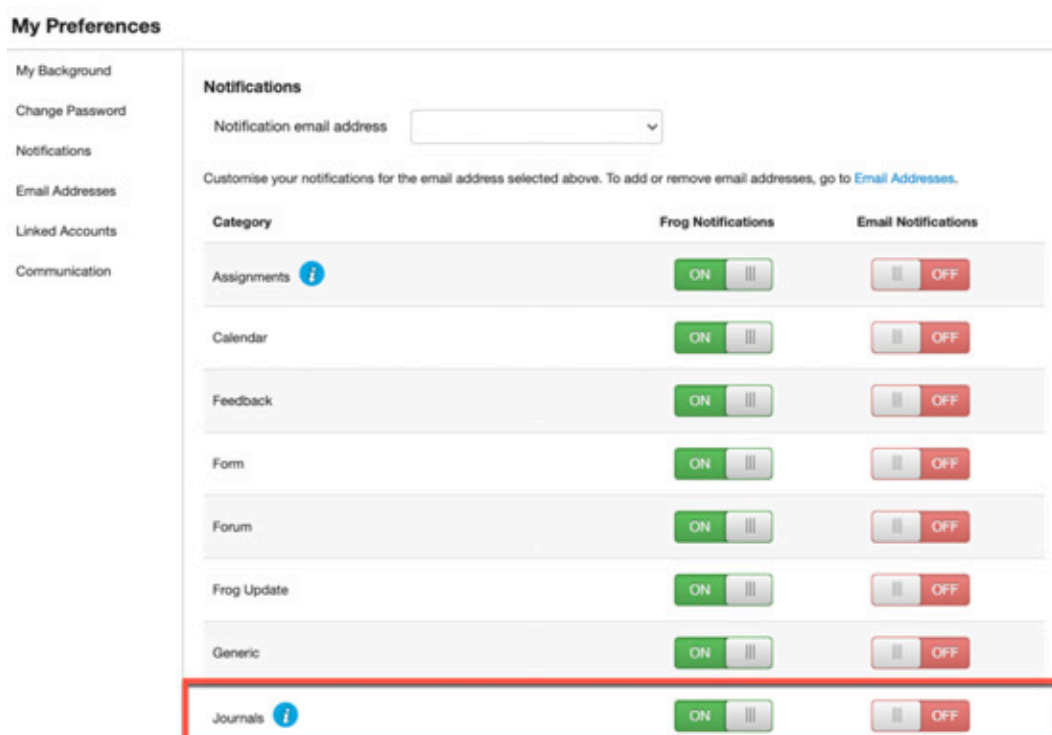 My Preferences
My Background
Change Password
Notifications
Email Addresses
Linked Accounts
Communication
Notifications
Notification email address
Customise your notifications for the email address selected above. To add or remove email addresses, go to Email Addresses.
Category Frog Notifications Email Notifications
Assignments i ON OFF
Calendar ON OFF
Feedback ON OFF
Form ON OFF
Forum ON OFF
Frog Update ON OFF
Generic ON OFF
Journals i ON OFF